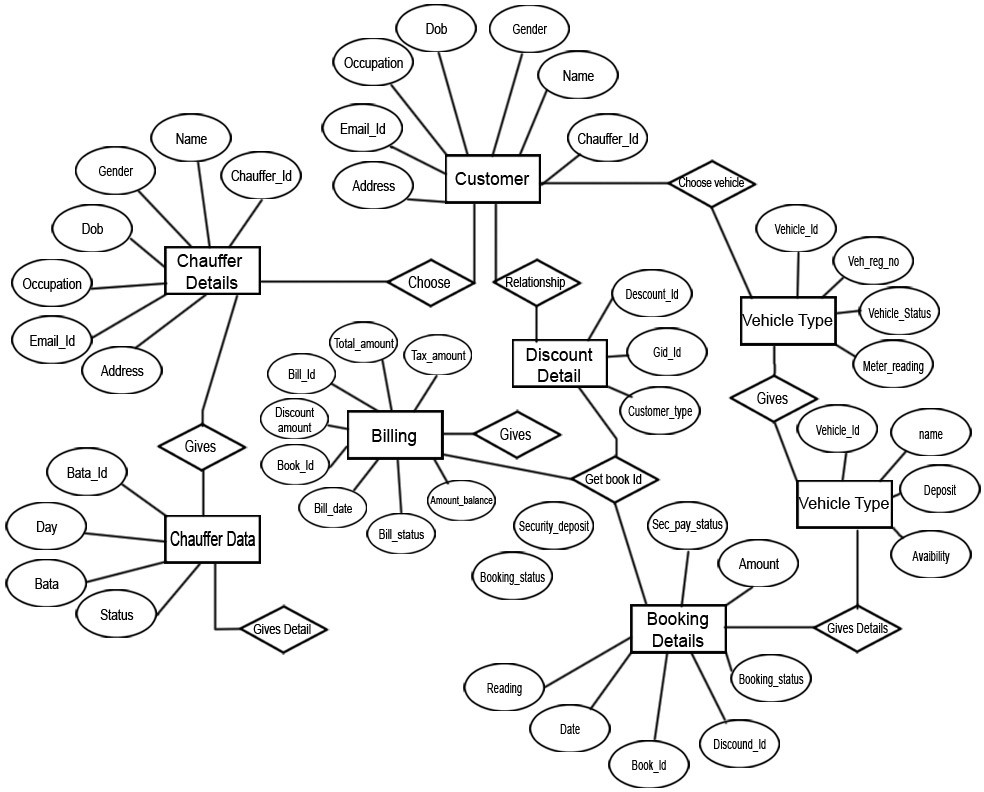 Dob
Gender
Occupation
Name
Email_Id
Chauffer_Id
Address
Customer
Name
Gender
Chauffer_Id
Dob
Occupation
Email_Id
Address
Chauffer
Details
Choose
Relationship
Choose vehicle
Vehicle_Id
Veh_reg_no
Vehicle_Status
Meter_reading
Vehicle Type
Descount_Id
Gid_Id
Customer_type
Discount
Detail
Total_amount
Tax_amount
Bill_Id
Discount
amount
Book_Id
Bill_date
Bill_status
Amount_balance
Billing
Gives
Gives
Gives
Get book Id
Vehicle_Id
name
Deposit
Avaibility
Vehicle Type
Bata_Id
Day
Bata
Status
Chauffer Data
Gives Detail
Security_deposit
Booking_status
Sec_pay_status
Amount
Booking
Details
Gives Details
Reading
Date
Book_Id
Discound_Id
Booking_status